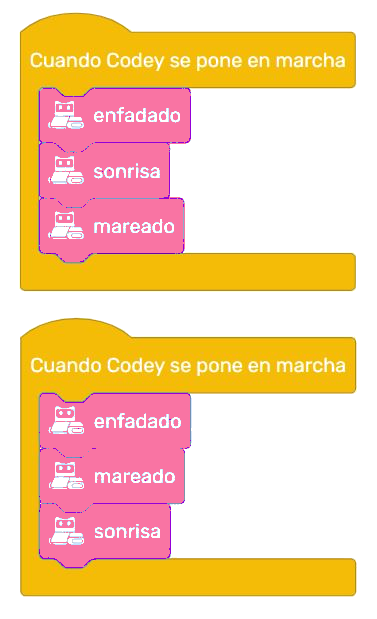 Cuando Codey se pone en marcha
enfadado
sonrisa
mareado
Cuando Codey se pone en marcha
enfadado
mareado
sonrisa